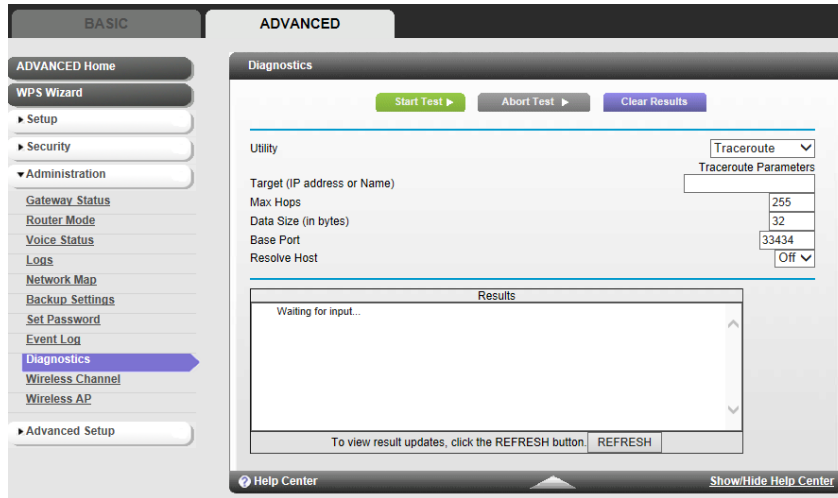 BASIC
ADVANCED
ADVANCED Home
WPS Wizard
Setup
Security
Administration
Gateway Status
Router Mode
Voice Status
Logs
Network Map
Backup Settings
Set Password
Event Log
Diagnostics
Wireless Channel
Wireless AP
Advanced Setup
Diagnostics
Start Test
Abort Test
Clear Results
Utility
Traceroute
Traceroute Parameters
Target (IP address or Name)
Max Hops 255
Data Size (in bytes) 32
Base Port 33434
Resolve Host Off
Results
Waiting for input...
To view result updates, click the REFRESH button. REFRESH
? Help Center
Show/Hide Help Center